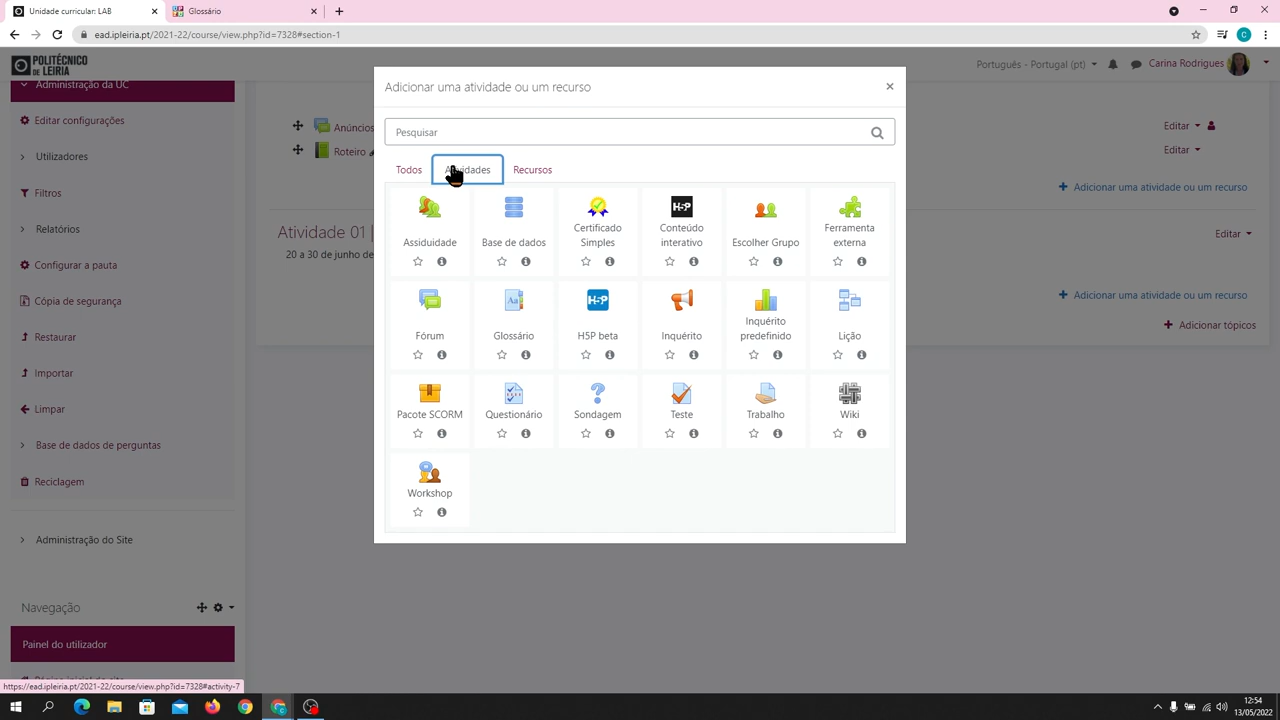 Unidade curricular: LAB
Glossário
ead.ipleiria.pt/2021-22/course/view.php?id=7328#section-1
C
POLITÉCNICO
DE LEIRIA
Português - Portugal (pt)
Carina Rodrigues
Administração da UC
Editar configurações
Utilizadores
Filtros
Relatórios
Configurar a pauta
Cópia de segurança
Restaurar
Importar
Limpar
Base de dados de perguntas
Reciclagem
Administração do Site
Navegação
Painel do utilizador
https://ead.ipleiria.pt/2021-22/course/view.php?id=7328#activity-7
Anúncios
Editar
Roteiro
Editar
Adicionar uma atividade ou um recurso
Atividade 01 |
Editar
20 a 30 de junho de
Adicionar uma atividade ou um recurso
Adicionar tópicos
Adicionar uma atividade ou um recurso
Pesquisar
Todos
Atividades
Recursos
Assiduidade
Base de dados
Certificado
Simples
H5P
Conteúdo
interativo
Escolher Grupo
Ferramenta
externa
Fórum
Aa
Glossário
H5P
H5P beta
Inquérito
Inquérito
predefinido
Lição
Pacote SCORM
Questionário
Sondagem
Teste
Trabalho
Wiki
Workshop
12:54
13/05/2022